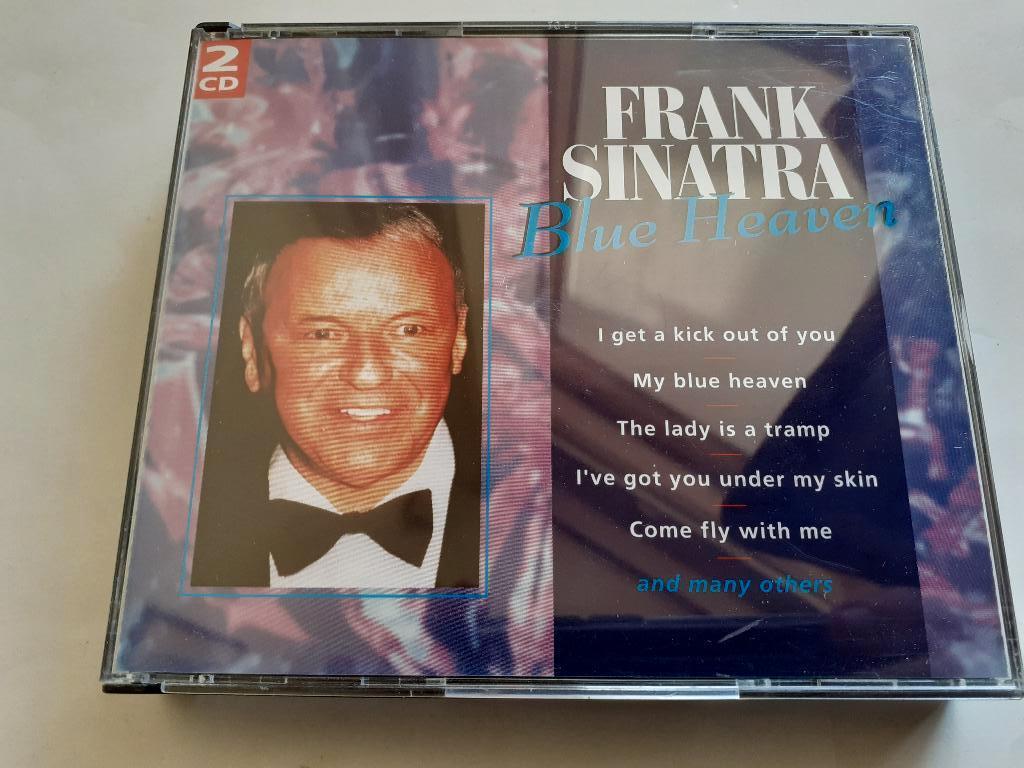 2
CD
FRANK
SINATRA
Blue Heaven
I get a kick out of you
My blue heaven
The lady is a tramp
I've got you under my skin
Come fly with me
and many others